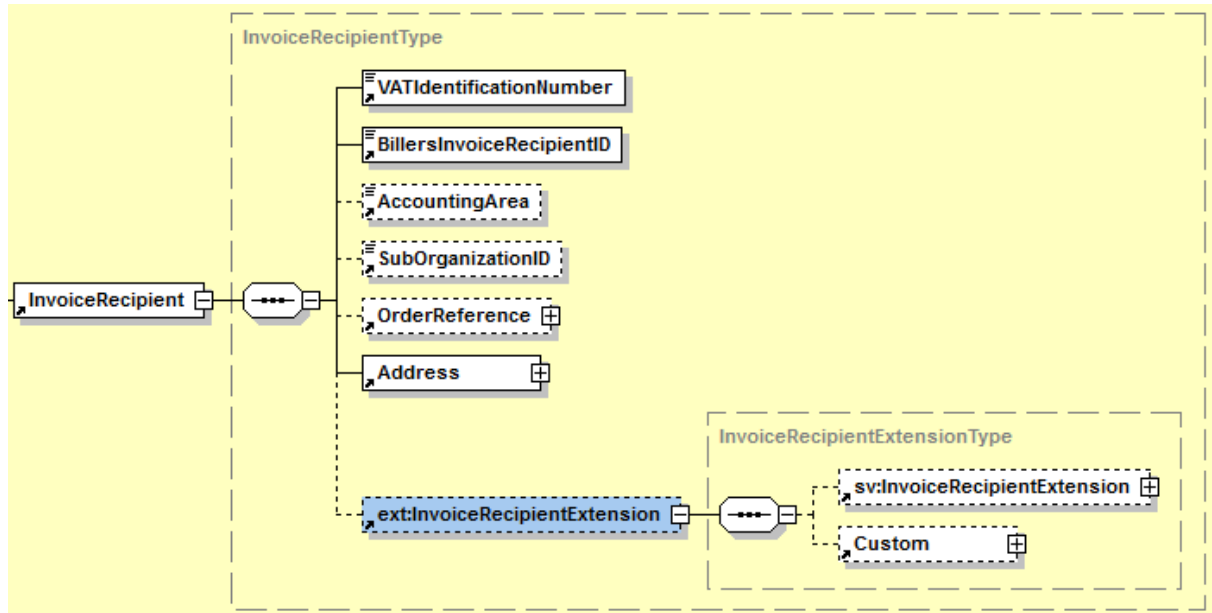 InvoiceRecipientType
VATIdentificationNumber
BillersInvoiceRecipientID
AccountingArea
SubOrganizationID
InvoiceRecipient
OrderReference
Address
InvoiceRecipientExtensionType
sv:InvoiceRecipientExtension
ext:InvoiceRecipientExtension
Custom